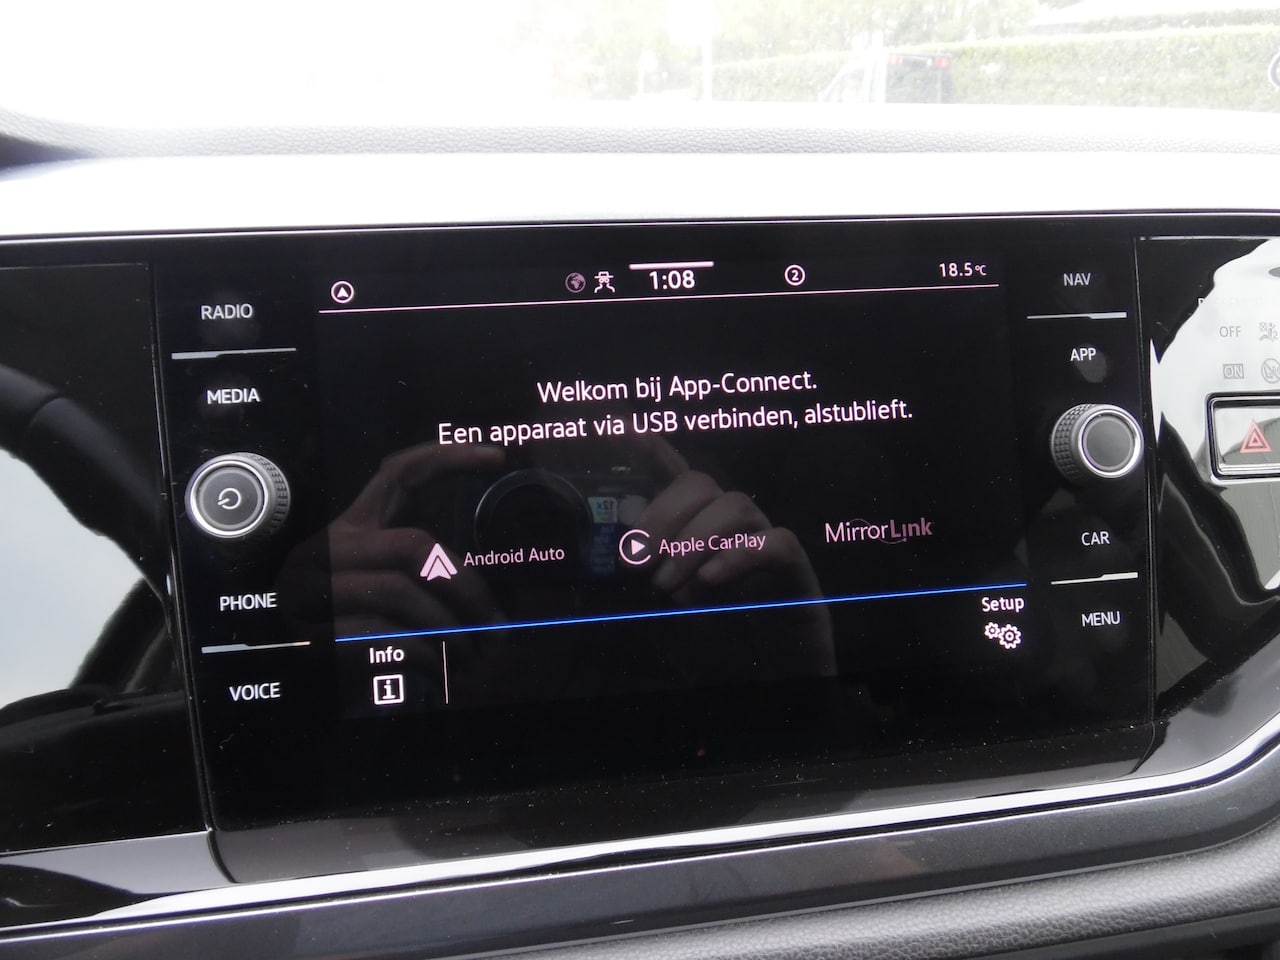 1:08
2
18.5°C
NAV
RADIO
APP
MEDIA
OFF
ON
Welkom bij App-Connect.
Een apparaat via USB verbinden, alstublieft.
Android Auto
Apple CarPlay
MirrorLink
CAR
PHONE
Setup
MENU
Info
VOICE